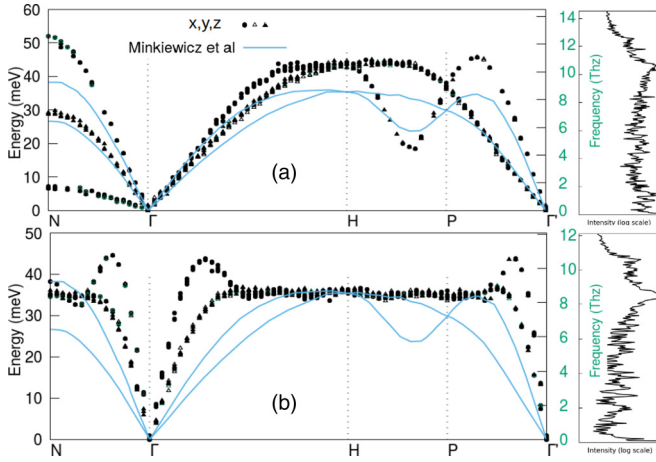 x,y,z
Minkiewicz et al
Energy (meV)
60
50
40
30
20
10
0
(a)
N Γ H P Γ'
14
12
10
8
6
4
2
0
Frequency (Thz)
Intensity (log scale)
Energy (meV)
50
40
30
20
10
0
(b)
N Γ H P Γ'
12
10
8
6
4
2
0
Frequency (Thz)
Intensity (log scale)